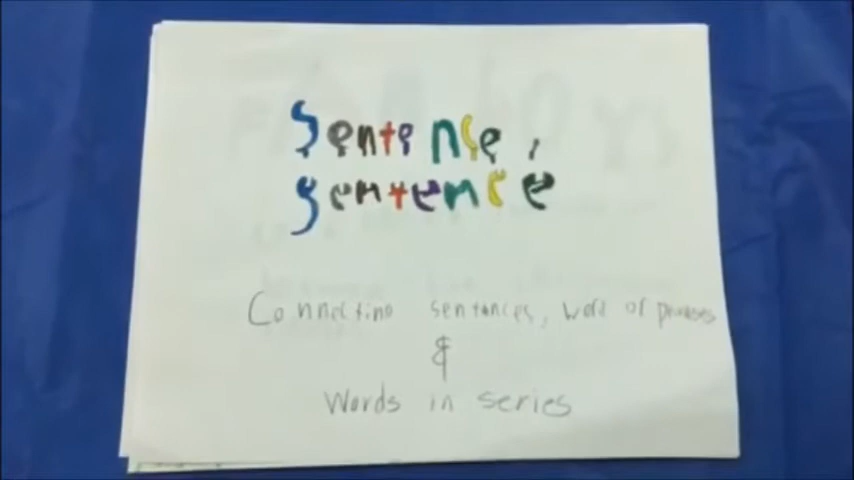 Sentence,
sentence
Connecting sentences, word or phrases
&
Words in series